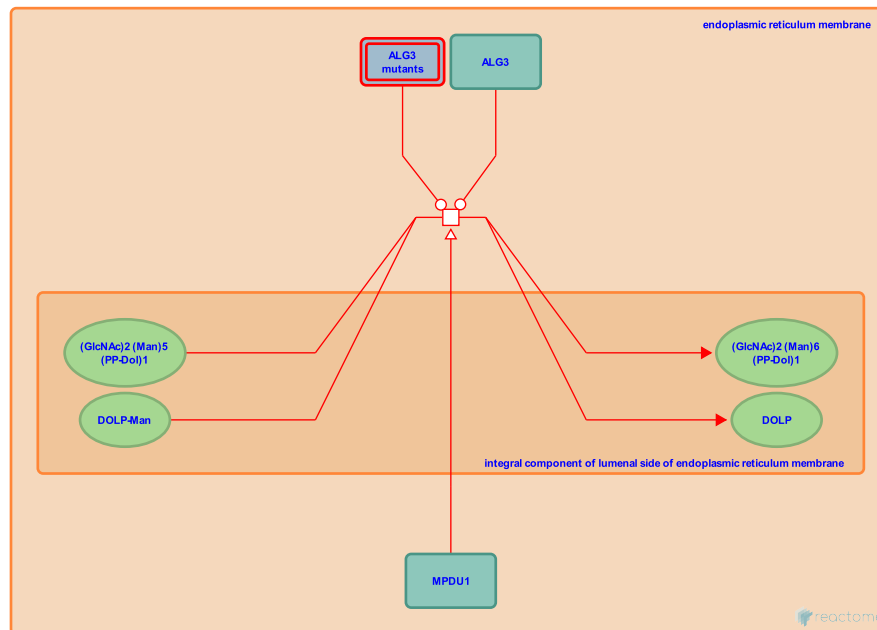 endoplasmic reticulum membrane
ALG3
mutants
ALG3
(GlcNAc)2 (Man)5
(PP-Dol)1
(GlcNAc)2 (Man)6
(PP-Dol)1
DOLP-Man
DOLP
integral component of lumenal side of endoplasmic reticulum membrane
MPDU1
reactom